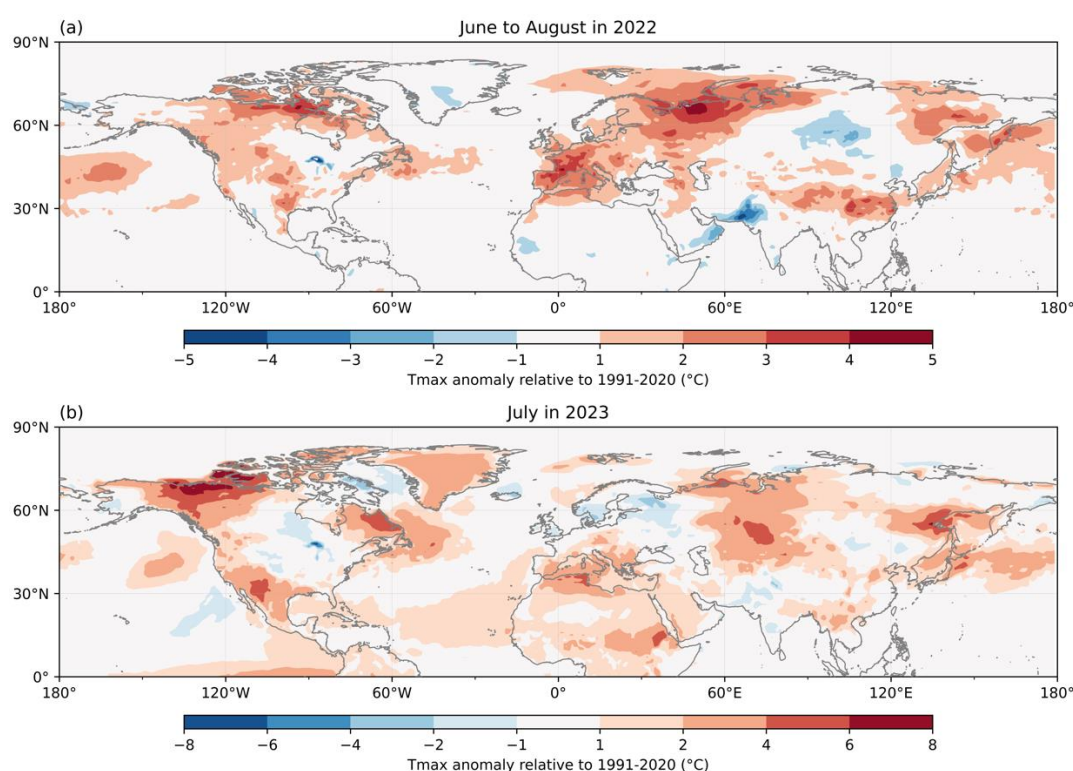 (a)
June to August in 2022
90°N
60°N
30°N
0°
180°
120°W
60°W
0°
60°E
120°E
180°
−5
−4
−3
−2
−1
1
2
3
4
5
Tmax anomaly relative to 1991-2020 (°C)
(b)
July in 2023
90°N
60°N
30°N
0°
180°
120°W
60°W
0°
60°E
120°E
180°
−8
−6
−4
−2
−1
1
2
4
6
8
Tmax anomaly relative to 1991-2020 (°C)